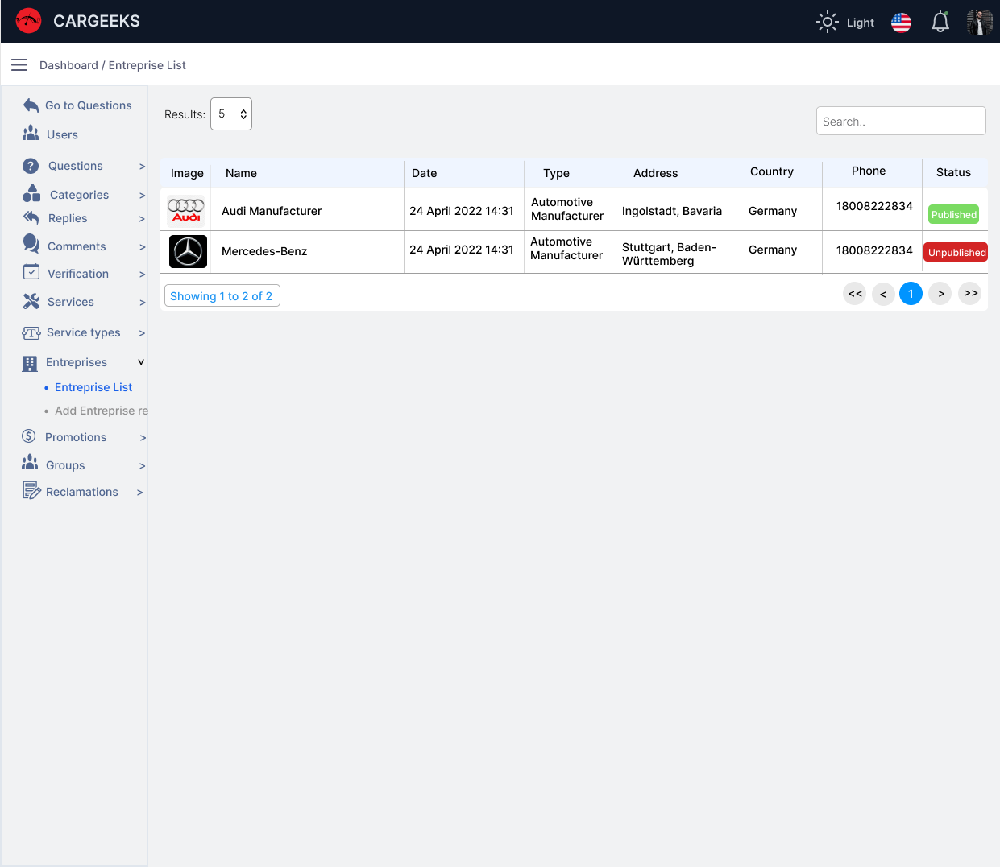 CARGEEKS
Light
Dashboard / Entreprise List
Go to Questions
Users
Questions >
Categories >
Replies >
Comments >
Verification >
Services >
Service types >
Entreprises v
• Entreprise List
• Add Entreprise re
Promotions >
Groups >
Reclamations >
Results: 5
Search..
Image Name Date Type Address Country Phone Status
Audi Audi Manufacturer 24 April 2022 14:31 Automotive Manufacturer Ingolstadt, Bavaria Germany 18008222834 Published
Mercedes-Benz 24 April 2022 14:31 Automotive Manufacturer Stuttgart, Baden-Württemberg Germany 18008222834 Unpublished
Showing 1 to 2 of 2
<< < 1 > >>